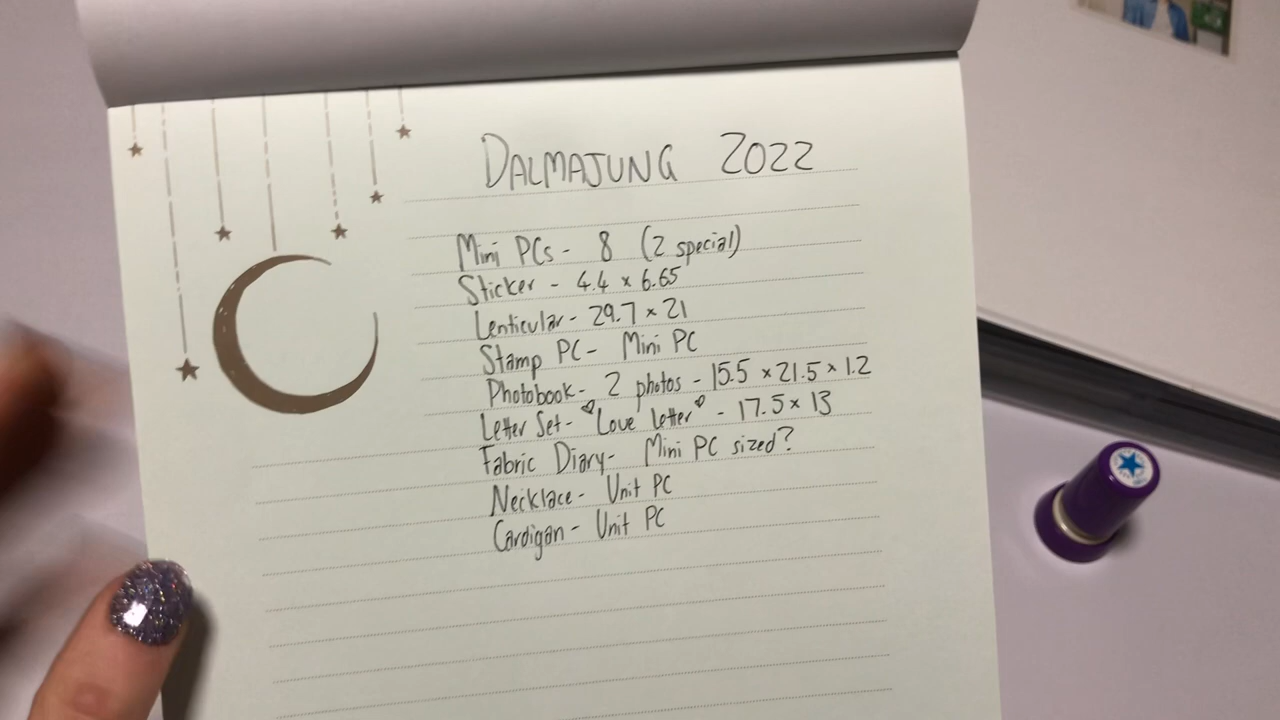 DALMAJUNG 2022
Mini PCs - 8 (2 special)
Sticker - 4.4 x 6.65
Lenticular - 29.7 x 21
Stamp PC - Mini PC
Photobook - 2 photos - 15.5 x 21.5 x 1.2
Letter Set - ♡Love letter♡ - 17.5 x 13
Fabric Diary - Mini PC sized?
Necklace - Unit PC
Cardigan - Unit PC